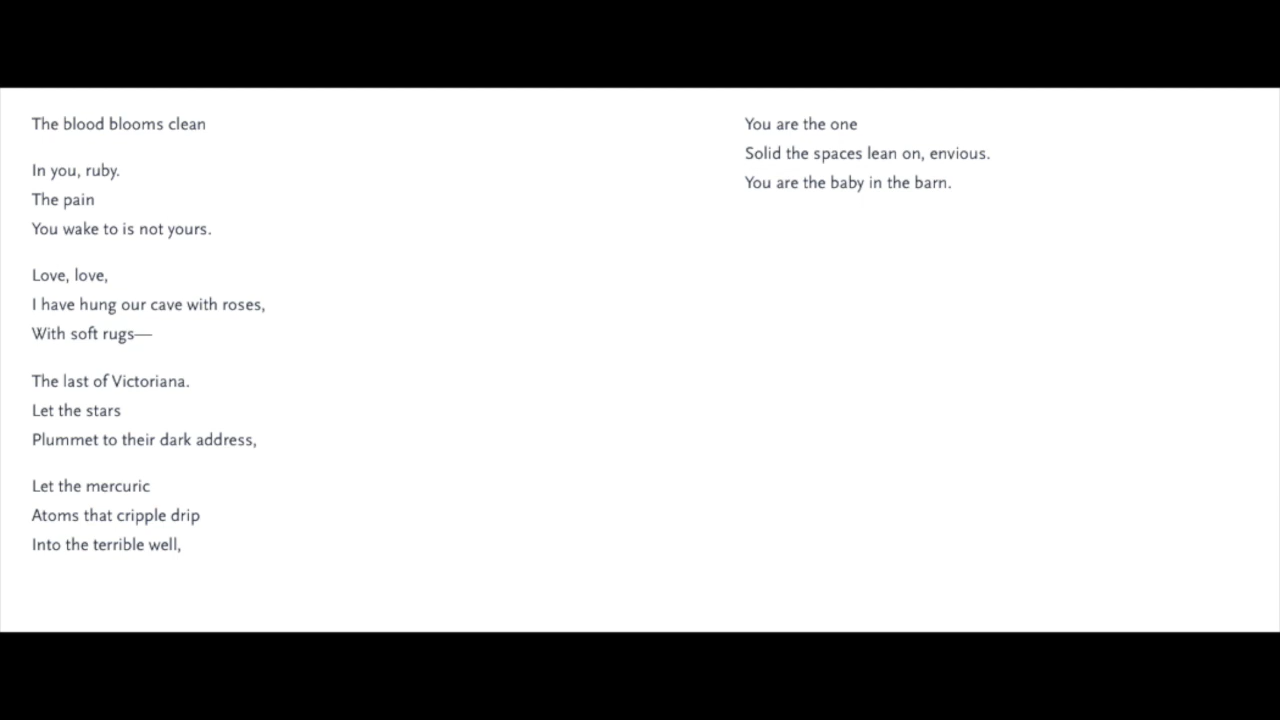 The blood blooms clean
In you, ruby.
The pain
You wake to is not yours.
Love, love,
I have hung our cave with roses,
With soft rugs—
The last of Victoriana.
Let the stars
Plummet to their dark address,
Let the mercuric
Atoms that cripple drip
Into the terrible well,
You are the one
Solid the spaces lean on, envious.
You are the baby in the barn.